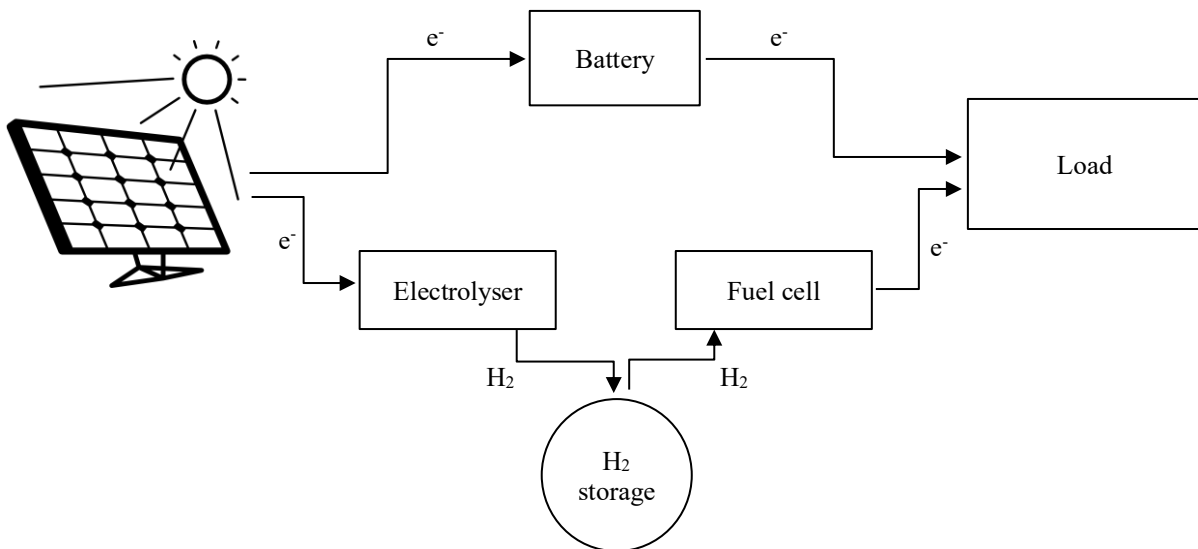 e⁻
Battery
e⁻
Load
e⁻
Electrolyser
Fuel cell
e⁻
H₂
H₂
H₂
storage